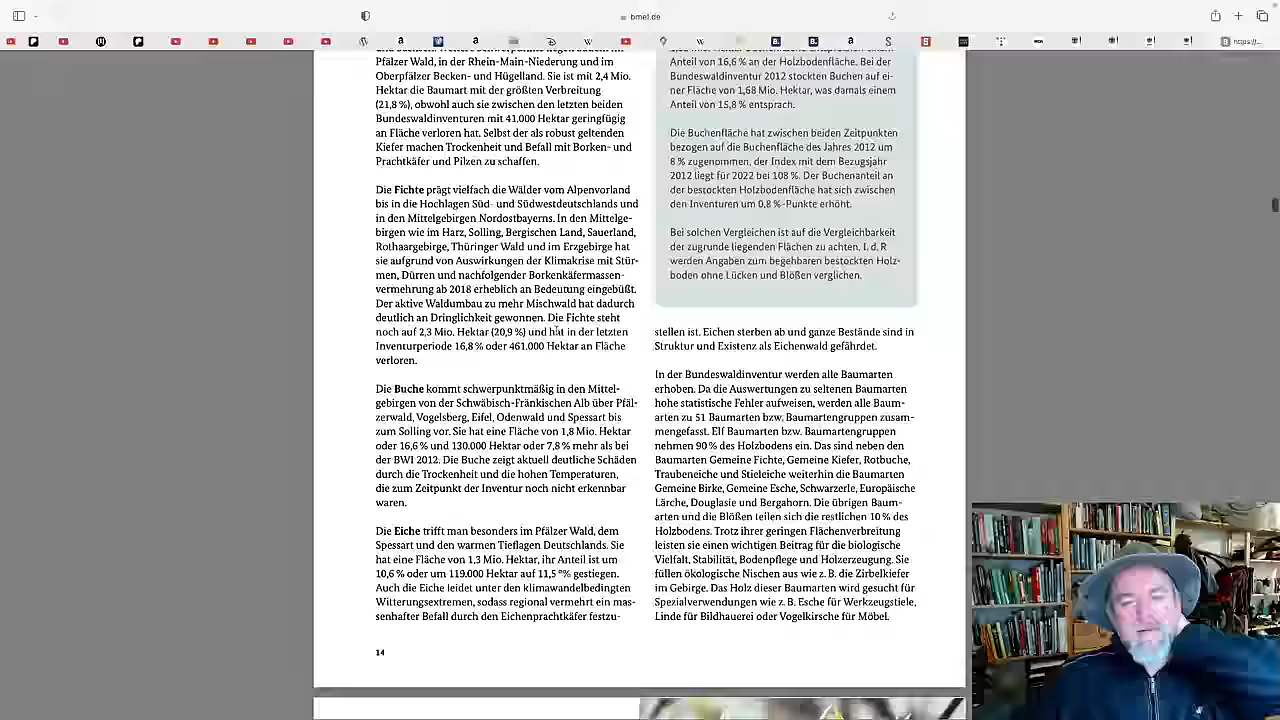 bmel.de
https://...
Pfälzer Wald, in der Rhein-Main-Niederung und im
Oberpfälzer Becken- und Hügelland. Sie ist mit 2,4 Mio.
Hektar die Baumart mit der größten Verbreitung
(21,8 %), obwohl auch sie zwischen den letzten beiden
Bundeswaldinventuren mit 41.000 Hektar geringfügig
an Fläche verloren hat. Selbst der als robust geltenden
Kiefer machen Trockenheit und Befall mit Borken- und
Prachtkäfer und Pilzen zu schaffen.
Die Fichte prägt vielfach die Wälder vom Alpenvorland
bis in die Hochlagen Süd- und Südwestdeutschlands und
in den Mittelgebirgen Nordostbayerns. In den Mittelge-
birgen wie im Harz, Solling, Bergischen Land, Sauerland,
Rothaargebirge, Thüringer Wald und im Erzgebirge hat
sie aufgrund von Auswirkungen der Klimakrise mit Stür-
men, Dürren und nachfolgender Borkenkäfermassen-
vermehrung ab 2018 erheblich an Bedeutung eingebüßt.
Der aktive Waldumbau zu mehr Mischwald hat dadurch
deutlich an Dringlichkeit gewonnen. Die Fichte steht
noch auf 2,3 Mio. Hektar (20,9 %) und hat in der letzten
Inventurperiode 16,8 % oder 461.000 Hektar an Fläche
verloren.
Die Buche kommt schwerpunktmäßig in den Mittel-
gebirgen von der Schwäbisch-Fränkischen Alb über Pfäl-
zerwald, Vogelsberg, Eifel, Odenwald und Spessart bis
zum Solling vor. Sie hat eine Fläche von 1,8 Mio. Hektar
oder 16,6 % und 130.000 Hektar oder 7,8 % mehr als bei
der BWI 2012. Die Buche zeigt aktuell deutliche Schäden
durch die Trockenheit und die hohen Temperaturen,
die zum Zeitpunkt der Inventur noch nicht erkennbar
waren.
Die Eiche trifft man besonders im Pfälzer Wald, dem
Spessart und den warmen Tieflagen Deutschlands. Sie
hat eine Fläche von 1,3 Mio. Hektar, ihr Anteil ist um
10,6 % oder um 119.000 Hektar auf 11,5 °% gestiegen.
Auch die Eiche leidet unter den klimawandelbedingten
Witterungsextremen, sodass regional vermehrt ein mas-
senhafter Befall durch den Eichenprachtkäfer festzu-
14
Anteil von 16,6 % an der Holzbodenfläche. Bei der
Bundeswaldinventur 2012 stockten Buchen auf ei-
ner Fläche von 1,68 Mio. Hektar, was damals einem
Anteil von 15,8 % entsprach.
Die Buchenfläche hat zwischen beiden Zeitpunkten
bezogen auf die Buchenfläche des Jahres 2012 um
8 % zugenommen, der Index mit dem Bezugsjahr
2012 liegt für 2022 bei 108 %. Der Buchenanteil an
der bestockten Holzbodenfläche hat sich zwischen
den Inventuren um 0,8 %-Punkte erhöht.
Bei solchen Vergleichen ist auf die Vergleichbarkeit
der zugrunde liegenden Flächen zu achten. I. d. R
werden Angaben zum begehbaren bestockten Holz-
boden ohne Lücken und Blößen verglichen.
stellen ist. Eichen sterben ab und ganze Bestände sind in
Struktur und Existenz als Eichenwald gefährdet.
In der Bundeswaldinventur werden alle Baumarten
erhoben. Da die Auswertungen zu seltenen Baumarten
hohe statistische Fehler aufweisen, werden alle Baum-
arten zu 51 Baumarten bzw. Baumartengruppen zusam-
mengefasst. Elf Baumarten bzw. Baumartengruppen
nehmen 90 % des Holzbodens ein. Das sind neben den
Baumarten Gemeine Fichte, Gemeine Kiefer, Rotbuche,
Traubeneiche und Stieleiche weiterhin die Baumarten
Gemeine Birke, Gemeine Esche, Schwarzerle, Europäische
Lärche, Douglasie und Bergahorn. Die übrigen Baum-
arten und die Blößen teilen sich die restlichen 10 % des
Holzbodens. Trotz ihrer geringen Flächenverbreitung
leisten sie einen wichtigen Beitrag für die biologische
Vielfalt, Stabilität, Bodenpflege und Holzerzeugung. Sie
füllen ökologische Nischen aus wie z. B. die Zirbelkiefer
im Gebirge. Das Holz dieser Baumarten wird gesucht für
Spezialverwendungen wie z. B. Esche für Werkzeugstiele,
Linde für Bildhauerei oder Vogelkirsche für Möbel.